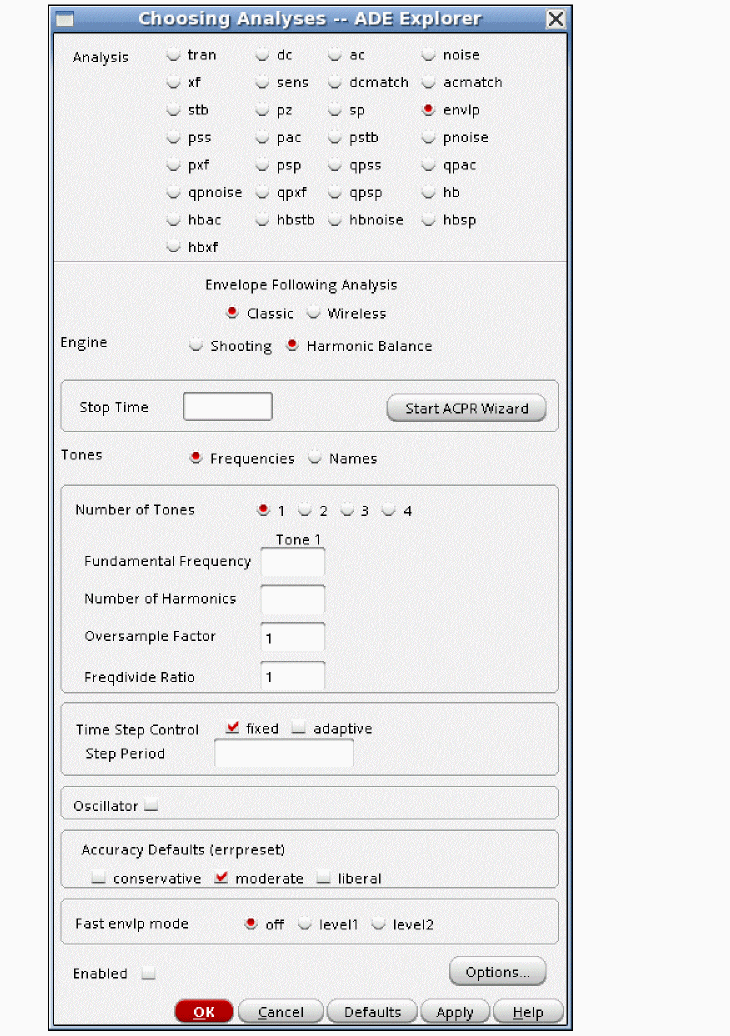 Choosing Analyses -- ADE Explorer
Analysis tran dc ac noise
xf sens dcmatch acmatch
stb pz sp envlp
pss pac pstb pnoise
pxf psp qpss qpac
qpnoise qpxf qpsp hb
hbac hbstb hbnoise hbsp
hbxf
Envelope Following Analysis
Classic Wireless
Engine Shooting Harmonic Balance
Stop Time Start ACPR Wizard
Tones Frequencies Names
Number of Tones 1 2 3 4
Tone 1
Fundamental Frequency
Number of Harmonics
Oversample Factor 1
Freqdivide Ratio 1
Time Step Control fixed adaptive
Step Period
Oscillator
Accuracy Defaults (errpreset)
conservative moderate liberal
Fast envlp mode off level1 level2
Enabled Options...
OK Cancel Defaults Apply Help